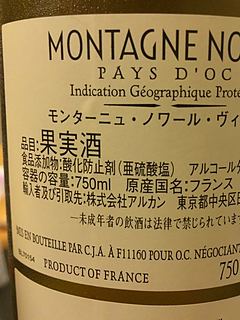 MONTAGNE NO
PAYS D'OC
Indication Géographique Proté
モンターニュ・ノワール・ヴィ
品目:果実酒
食品添加物:酸化防止剤(亜硫酸塩) アルコール分
容器の容量:750ml 原産国名:フランス
輸入者及び引取先:株式会社アルカン 東京都中央区日
―未成年者の飲酒は法律で禁じられています
MIS EN BOUTEILLE PAR C.J.A. À F11160 POUR O.C. NÉGOCIANT
PRODUCT OF FRANCE
750